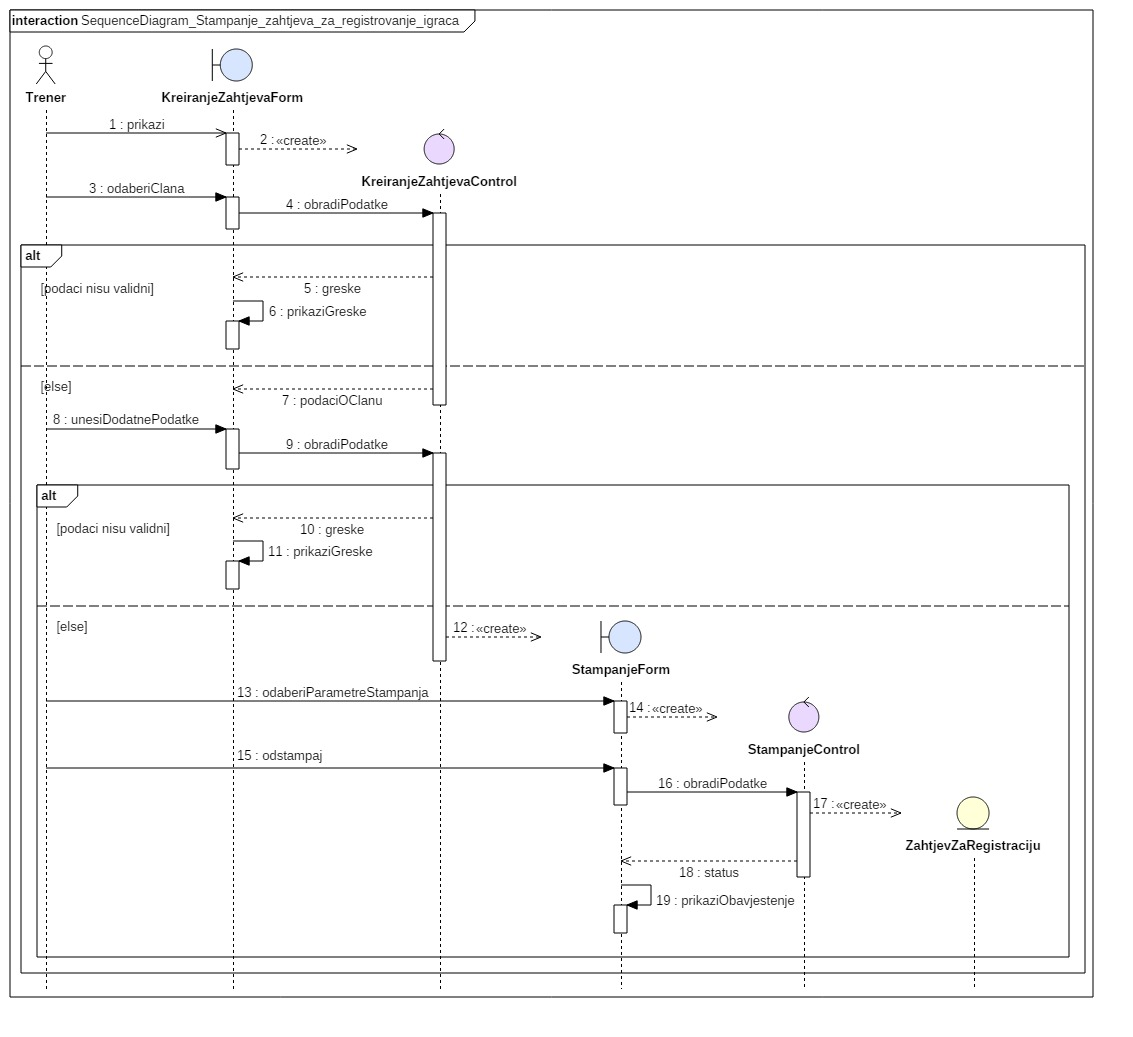 interaction SequenceDiagram_Stampanje_zahtjeva_za_registrovanje_igraca
Trener
KreiranjeZahtjevaForm
1 : prikazi
2 : «create»
KreiranjeZahtjevaControl
3 : odaberiClana
4 : obradiPodatke
alt
[podaci nisu validni]
5 : greske
6 : prikaziGreske
[else]
7 : podaciOClanu
8 : unesiDodatnePodatke
9 : obradiPodatke
alt
[podaci nisu validni]
10 : greske
11 : prikaziGreske
[else]
12 : «create»
StampanjeForm
13 : odaberiParametreStampanja
14 : «create»
StampanjeControl
15 : odstampaj
16 : obradiPodatke
17 : «create»
ZahtjevZaRegistraciju
18 : status
19 : prikaziObavjestenje